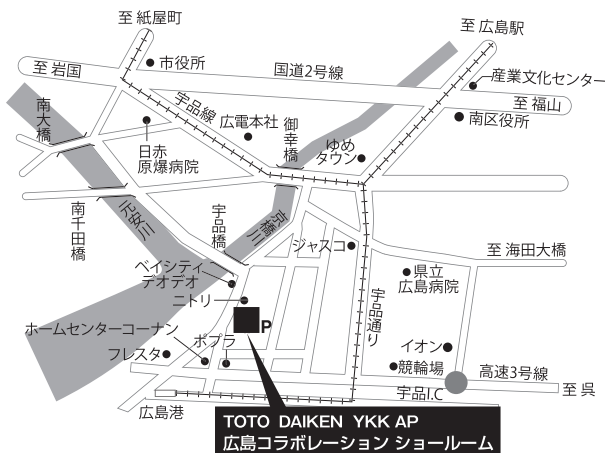 至 紙屋町
至 広島駅
市役所
至 岩国
国道2号線
産業文化センター
至 福山
宇品線
南大橋
広電本社
御幸橋
南区役所
日赤
原爆病院
ゆめ
タウン
南千田橋
元安川
宇品橋
京橋川
ジャスコ
至 海田大橋
ベイシティ
デオデオ
県立
広島病院
ニトリ
宇品通り
P
ホームセンターコーナン
ポプラ
フレスタ
イオン
競輪場
高速3号線
宇品I.C
至 呉
広島港
TOTO DAIKEN YKK AP
広島コラボレーション ショールーム